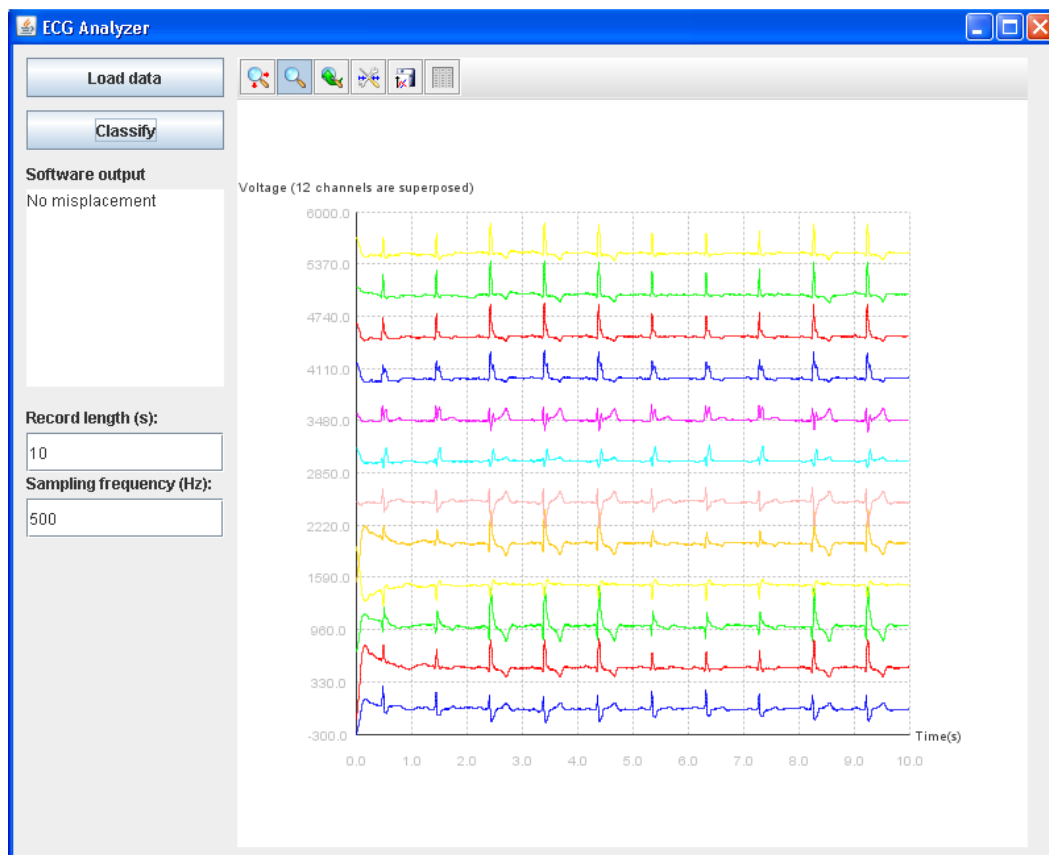 ECG Analyzer
Load data
Classify
Software output
No misplacement
Record length (s):
10
Sampling frequency (Hz):
500
Voltage (12 channels are superposed)
6000.0
5370.0
4740.0
4110.0
3480.0
2850.0
2220.0
1590.0
960.0
330.0
-300.0
Time(s)
0.0 1.0 2.0 3.0 4.0 5.0 6.0 7.0 8.0 9.0 10.0